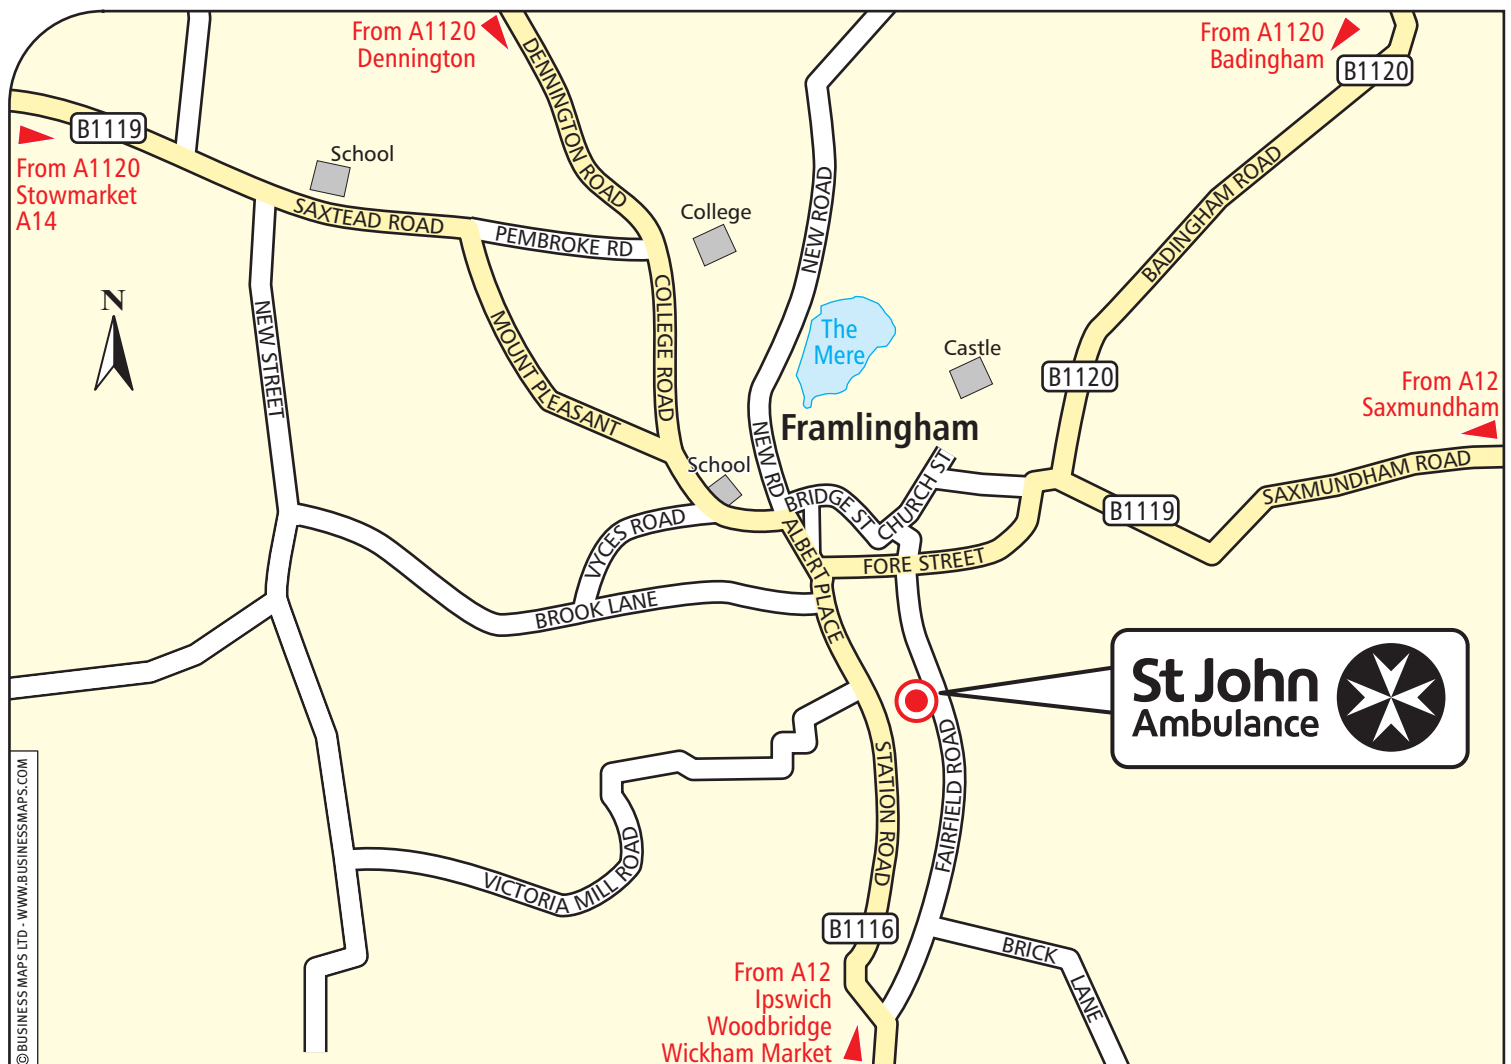 From A1120
Dennington
From A1120
Badingham
B1120
B1119
From A1120
Stowmarket
A14
School
DENNINGTON ROAD
SAXTEAD ROAD
PEMBROKE RD
College
NEW ROAD
BADINGHAM ROAD
N
NEW STREET
MOUNT PLEASANT
COLLEGE ROAD
The
Mere
Castle
B1120
From A12
Saxmundham
Framlingham
NEW RD
School
BRIDGE ST
CHURCH ST
SAXMUNDHAM ROAD
B1119
VYCES ROAD
ALBERT PLACE
FORE STREET
BROOK LANE
St John
Ambulance
STATION ROAD
FAIRFIELD ROAD
VICTORIA MILL ROAD
B1116
BRICK LANE
From A12
Ipswich
Woodbridge
Wickham Market
©BUSINESS MAPS LTD - WWW.BUSINESSMAPS.COM